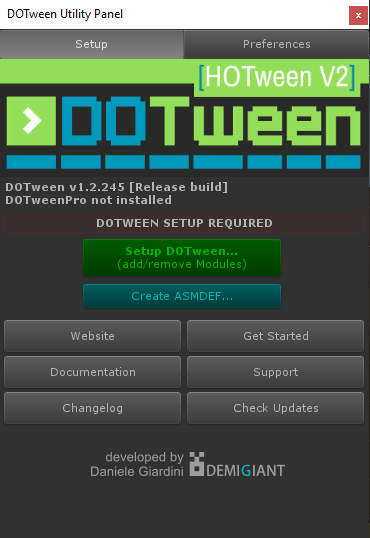 DOTween Utility Panel
x
Setup
Preferences
[HOTween V2]
DOTween
DOTween v1.2.245 [Release build]
DOTweenPro not installed
DOTWEEN SETUP REQUIRED
Setup DOTween...
(add/remove Modules)
Create ASMDEF...
Website
Get Started
Documentation
Support
Changelog
Check Updates
developed by
Daniele Giardini
DEMIGIANT